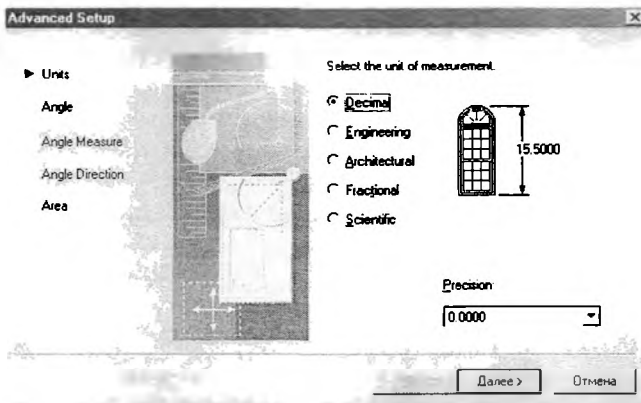 Advanced Setup
Units
Angle
Angle Measure
Angle Direction
Area
Select the unit of measurement.
Decimal
Engineering
Architectural
Fractional
Scientific
15.5000
Precision:
0.0000
Далее >
Отмена